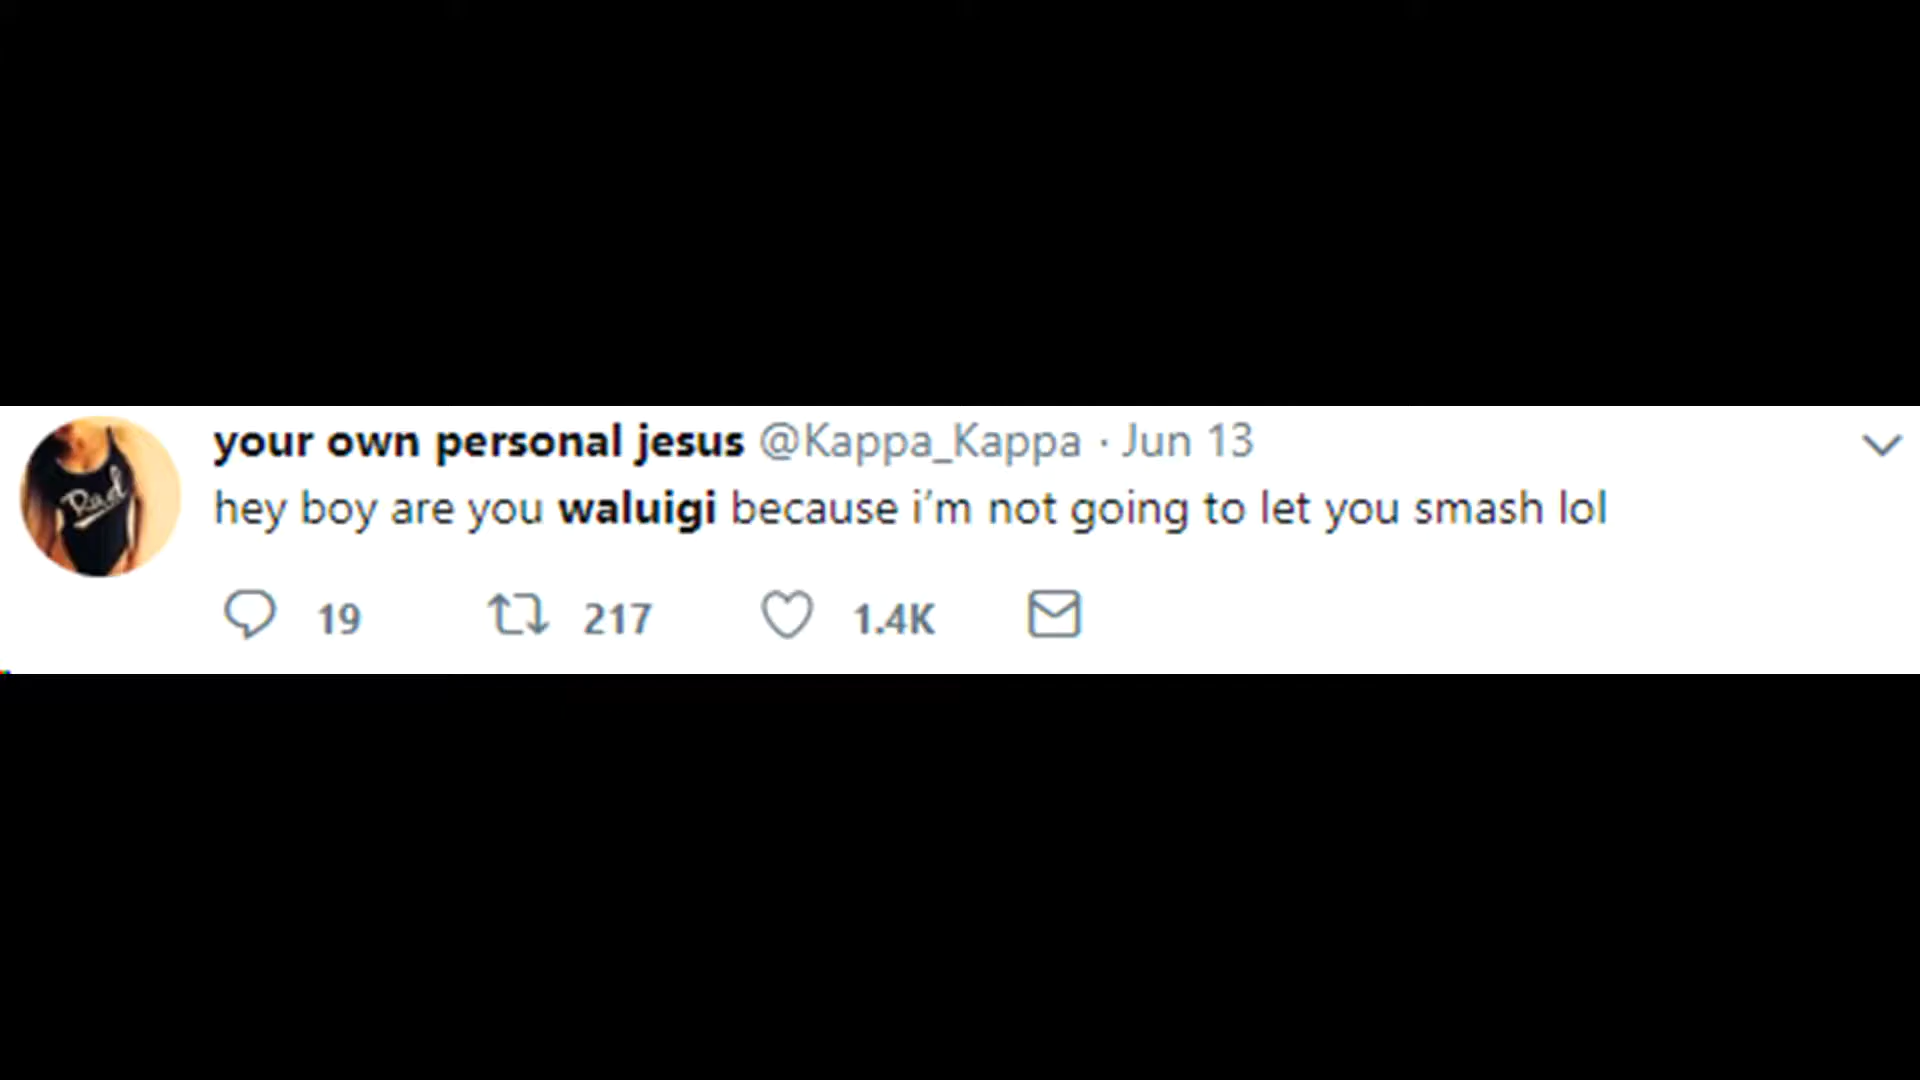 your own personal jesus @Kappa_Kappa · Jun 13
hey boy are you waluigi because i’m not going to let you smash lol
19 217 1.4K
Rad